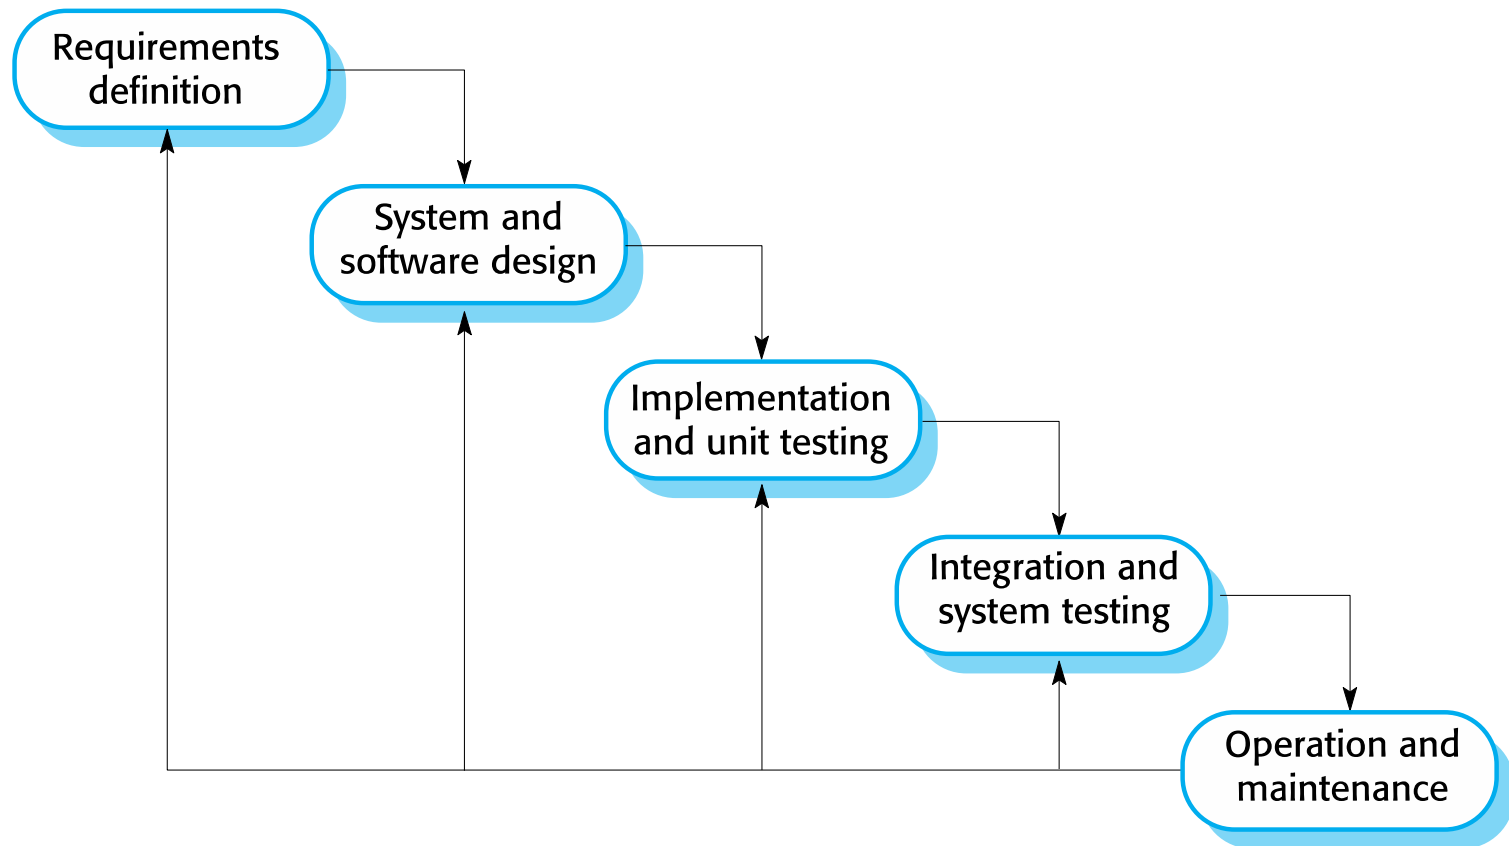 Requirements
definition
System and
software design
Implementation
and unit testing
Integration and
system testing
Operation and
maintenance